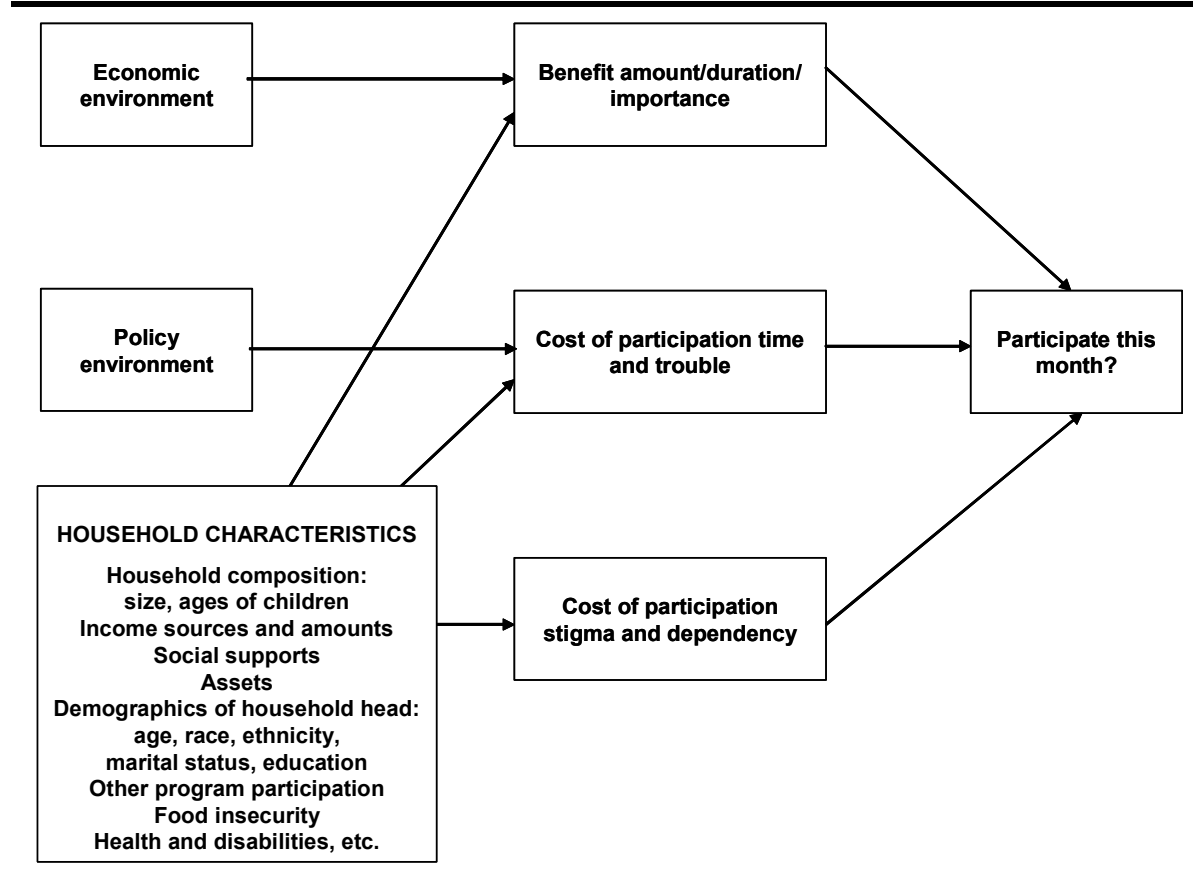 Economic
environment
Benefit amount/duration/
importance
Policy
environment
Cost of participation time
and trouble
Participate this
month?
HOUSEHOLD CHARACTERISTICS
Household composition:
size, ages of children
Income sources and amounts
Social supports
Assets
Demographics of household head:
age, race, ethnicity,
marital status, education
Other program participation
Food insecurity
Health and disabilities, etc.
Cost of participation
stigma and dependency